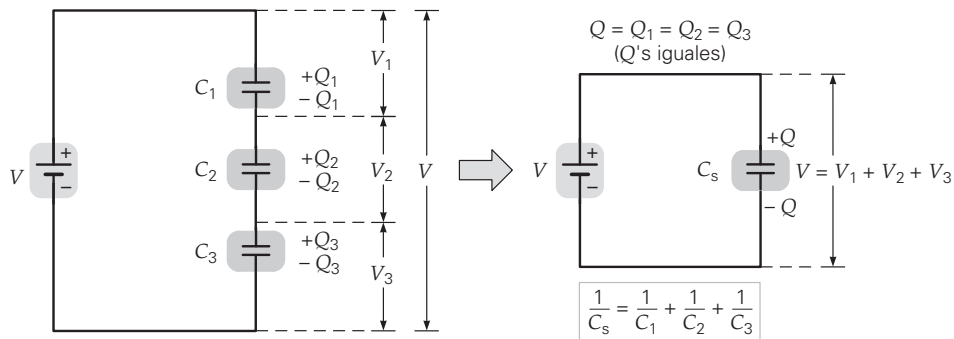 V
+
−
C₁
+Q₁
−Q₁
V₁
C₂
+Q₂
−Q₂
V₂
V
C₃
+Q₃
−Q₃
V₃
Q = Q₁ = Q₂ = Q₃
(Q's iguales)
V
+
−
Cₛ
+Q
−Q
V = V₁ + V₂ + V₃
1/Cₛ = 1/C₁ + 1/C₂ + 1/C₃